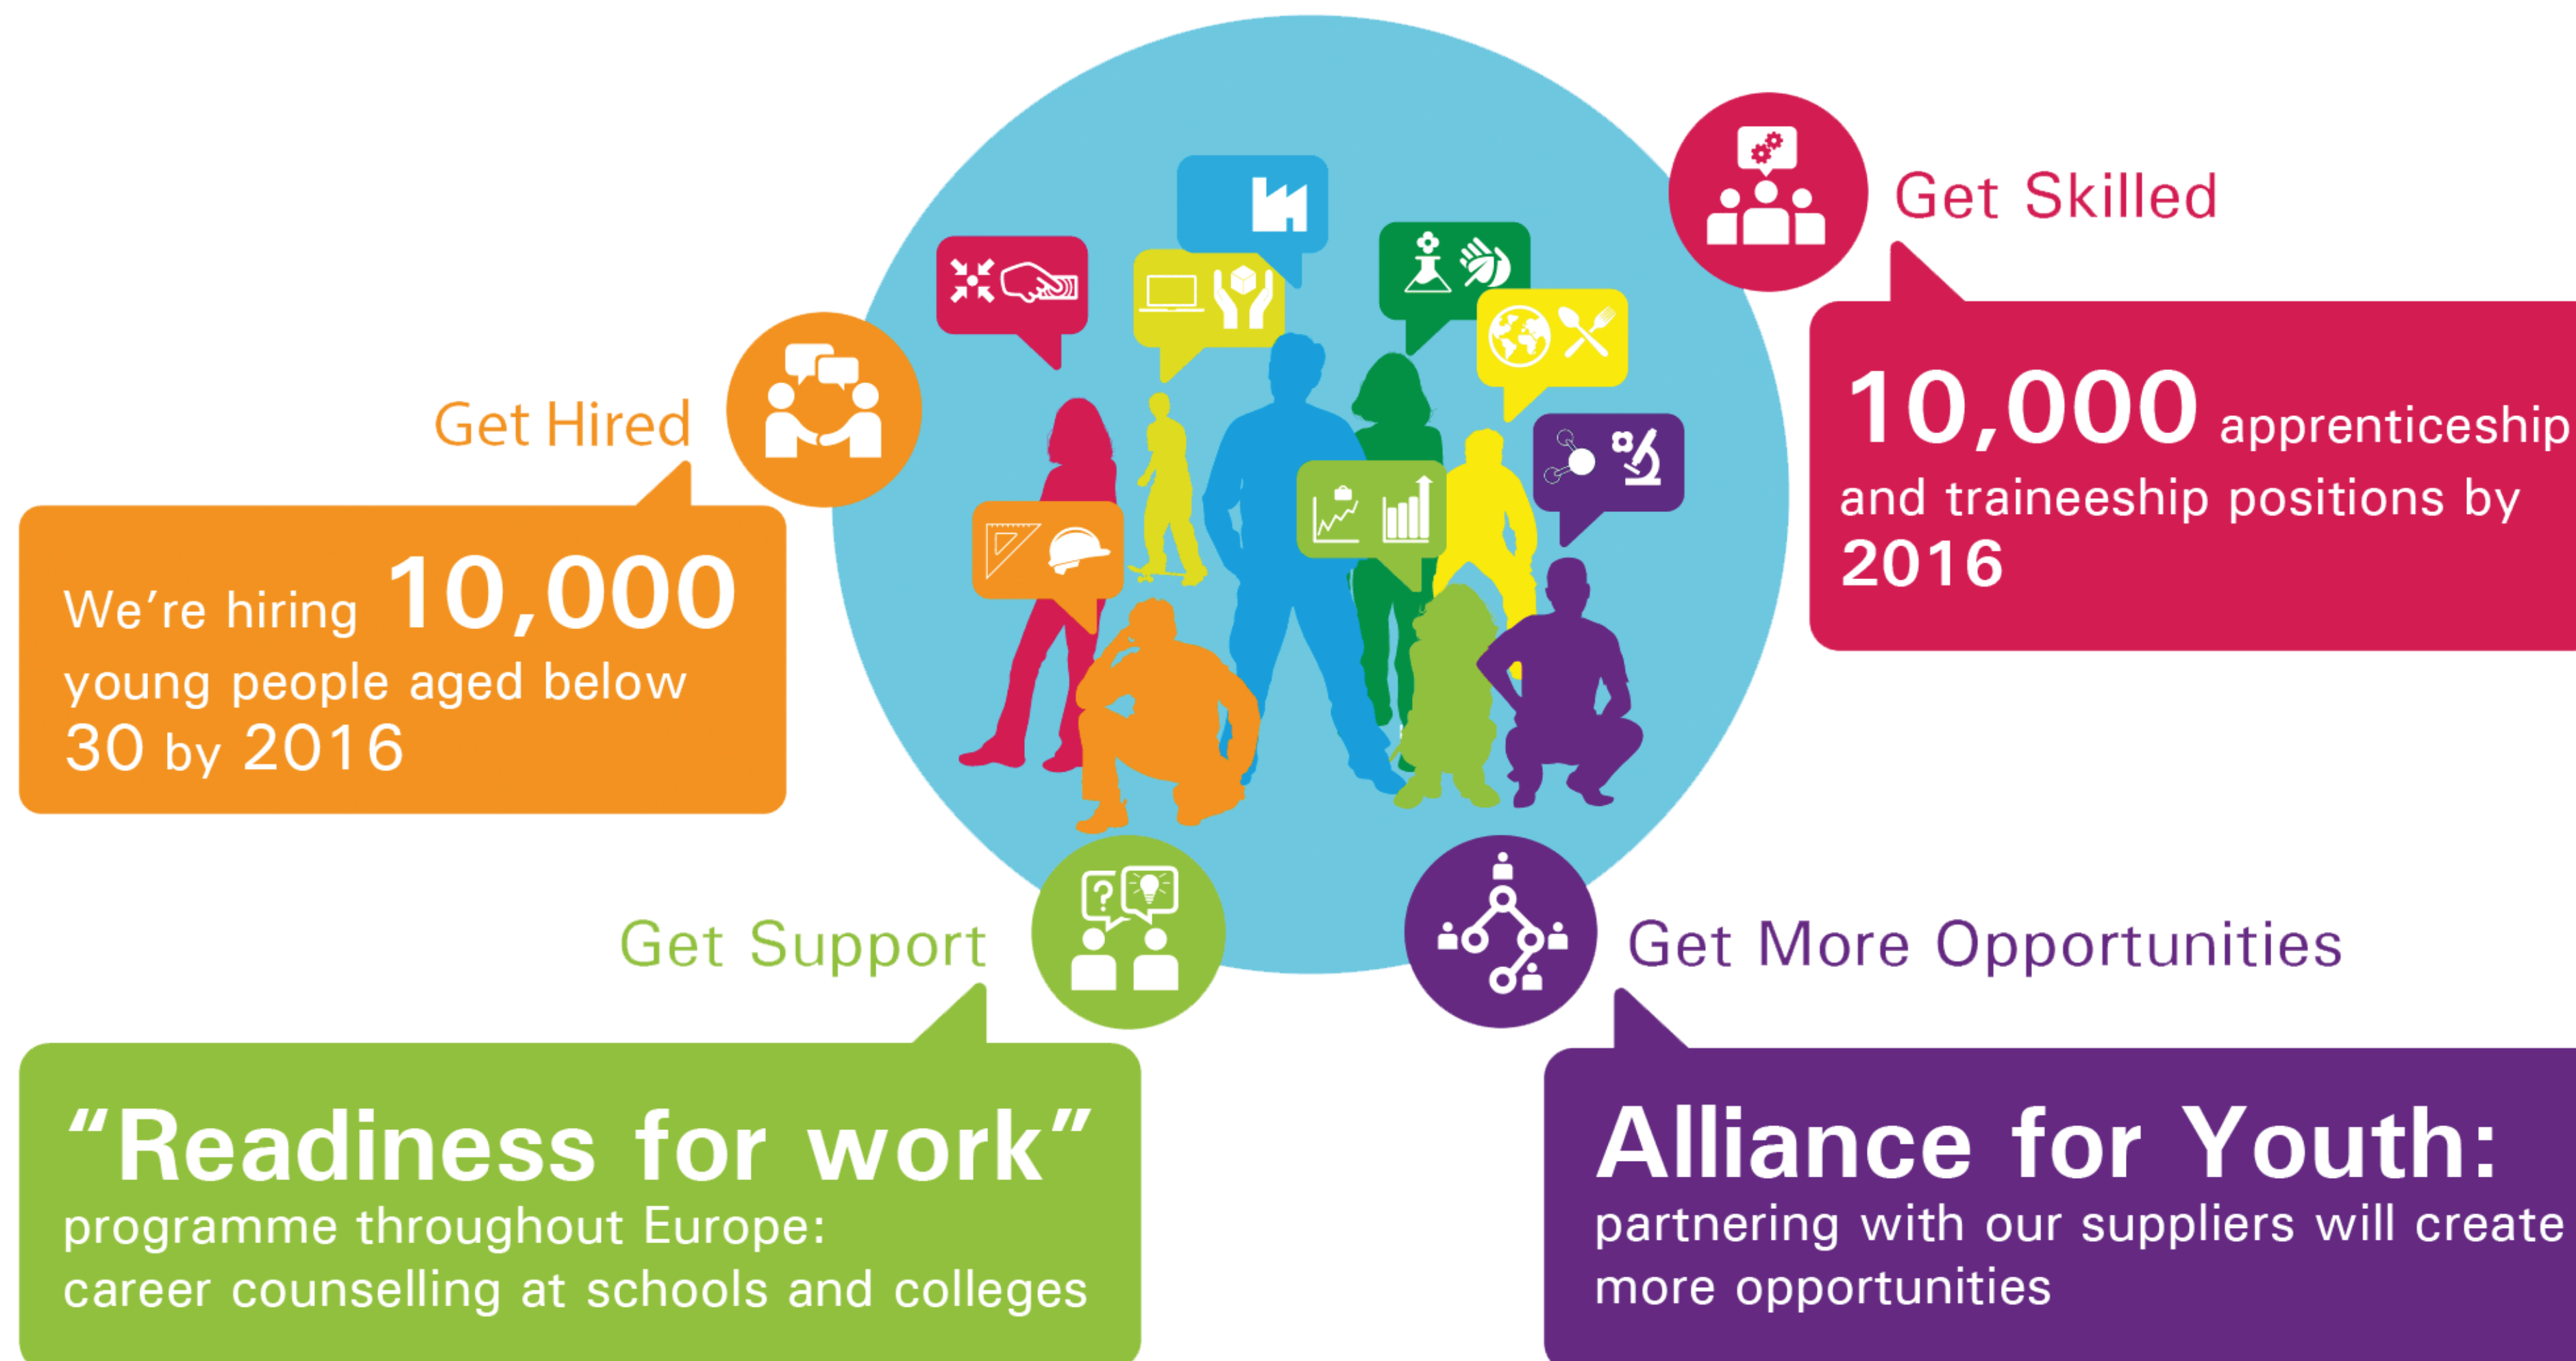 Get Hired
We're hiring 10,000
young people aged below
30 by 2016
Get Skilled
10,000 apprenticeship
and traineeship positions by
2016
Get Support
“Readiness for work”
programme throughout Europe:
career counselling at schools and colleges
Get More Opportunities
Alliance for Youth:
partnering with our suppliers will create
more opportunities